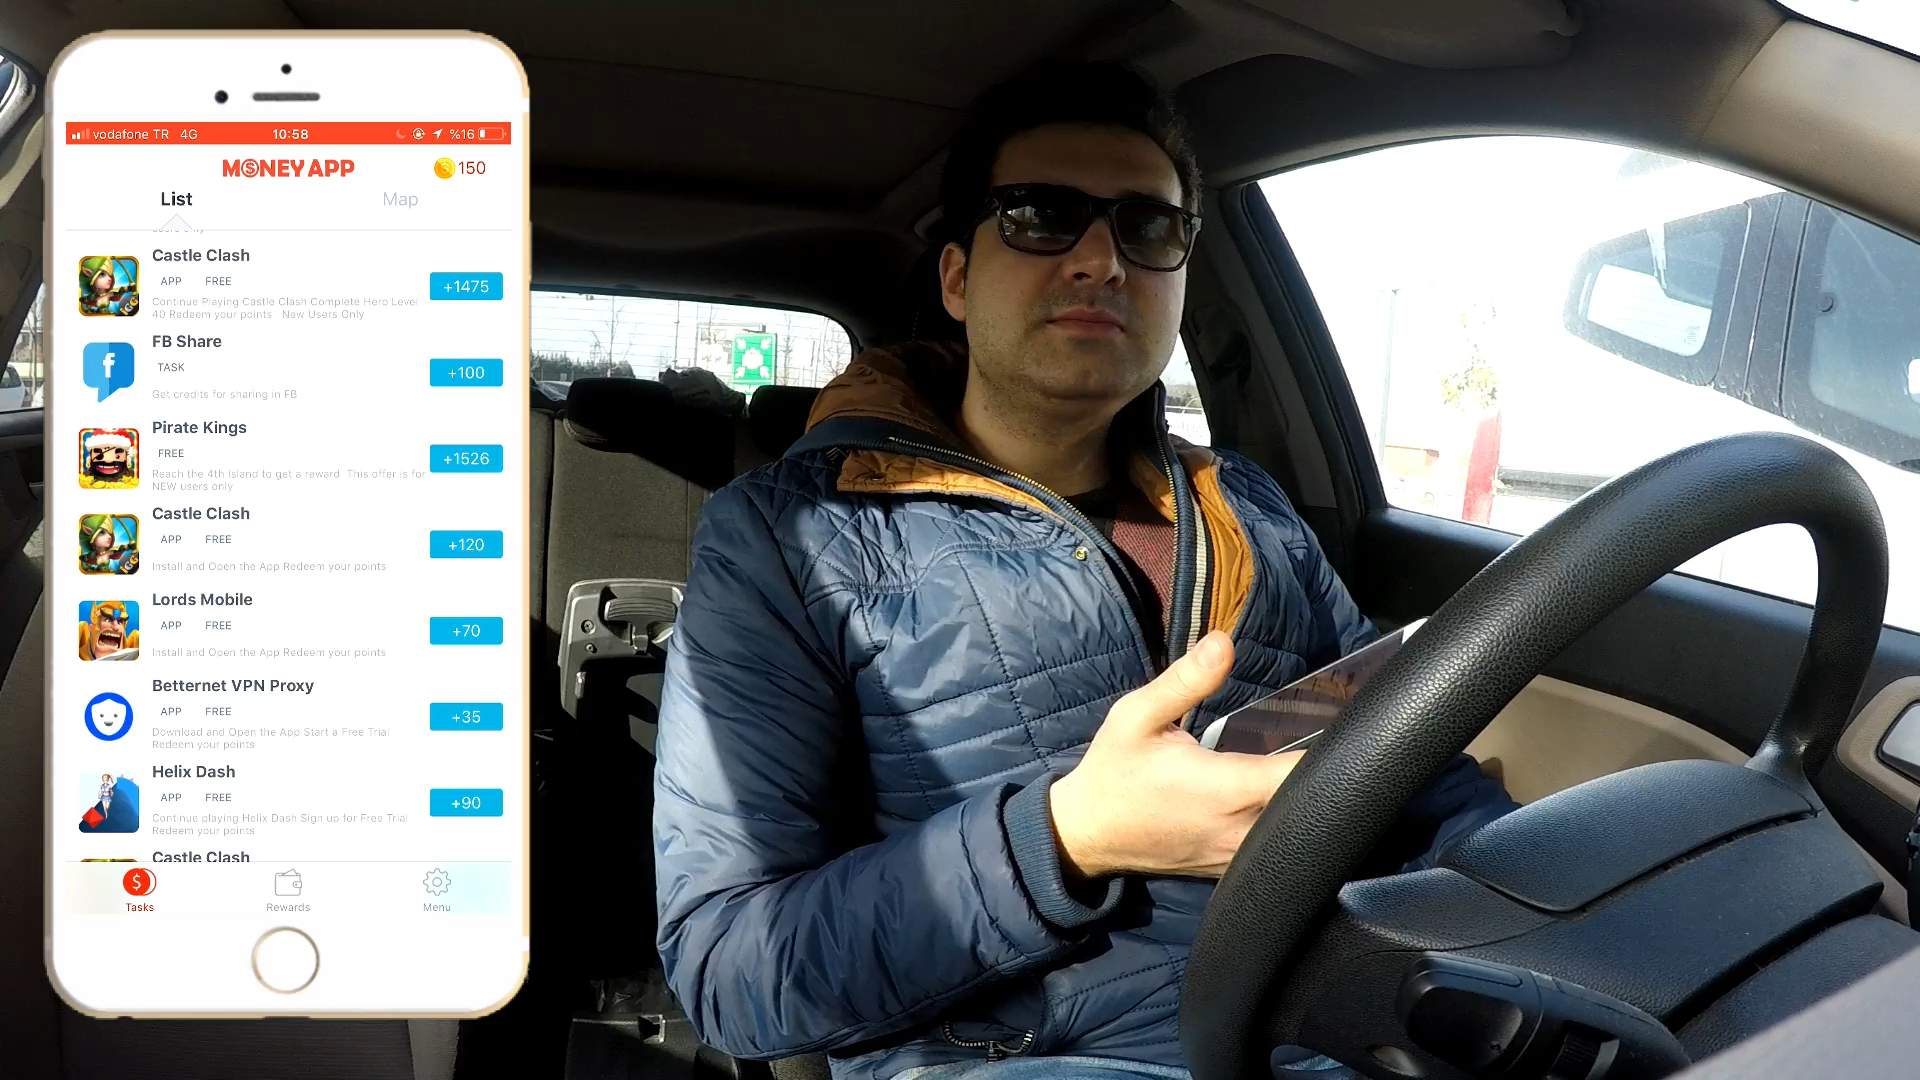 vodafone TR 4G 10:58 %16
MONEY APP 150
List Map
Castle Clash
APP FREE
+1475
Continue Playing Castle Clash Complete Hero Level
40 Redeem your points New Users Only
FB Share
TASK
+100
Get credits for sharing in FB
Pirate Kings
FREE
+1526
Reach the 4th Island to get a reward This offer is for
NEW users only
Castle Clash
APP FREE
+120
Install and Open the App Redeem your points
Lords Mobile
APP FREE
+70
Install and Open the App Redeem your points
Betternet VPN Proxy
APP FREE
+35
Download and Open the App Start a Free Trial
Redeem your points
Helix Dash
APP FREE
+90
Continue playing Helix Dash Sign up for Free Trial
Redeem your points
Castle Clash
Tasks Rewards Menu